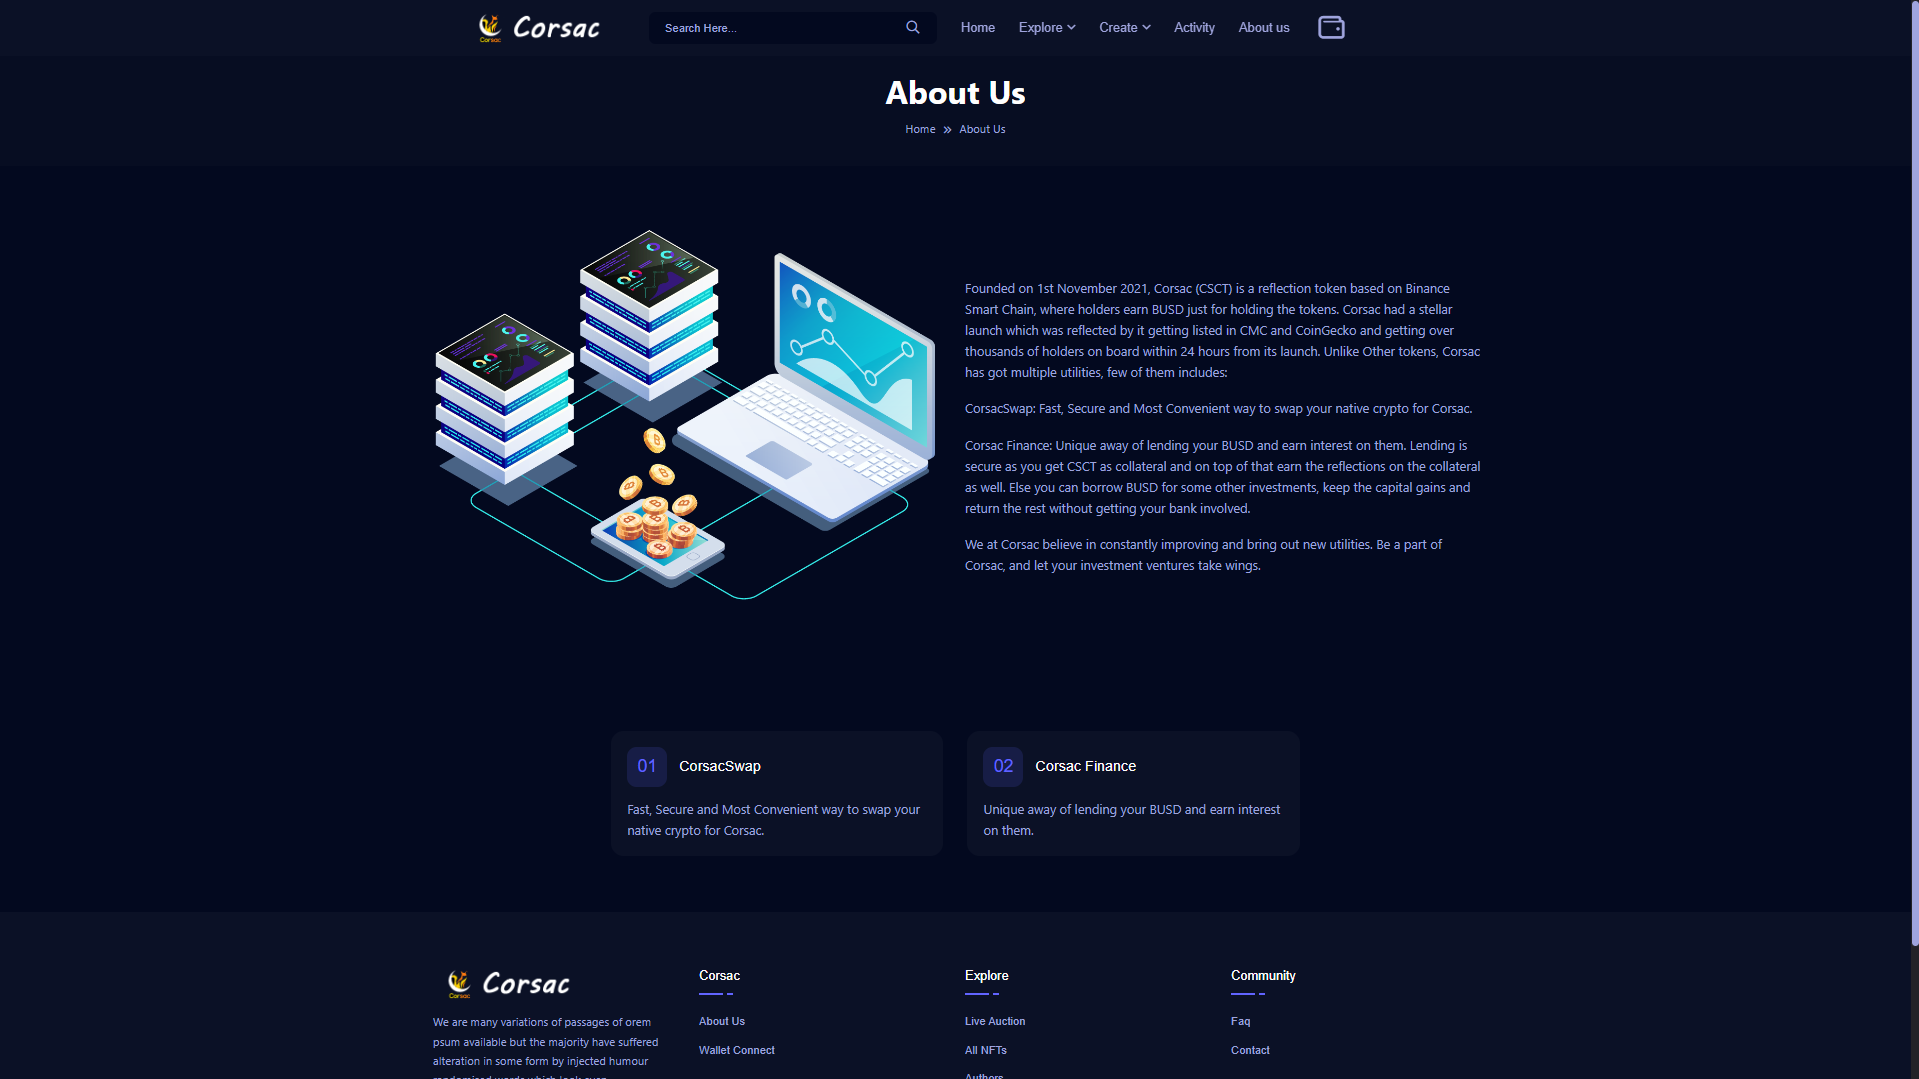 Corsac Corsac
Search Here...
Home Explore Create Activity About us
About Us
Home » About Us
Founded on 1st November 2021, Corsac (CSCT) is a reflection token based on Binance
Smart Chain, where holders earn BUSD just for holding the tokens. Corsac had a stellar
launch which was reflected by it getting listed in CMC and CoinGecko and getting over
thousands of holders on board within 24 hours from its launch. Unlike Other tokens, Corsac
has got multiple utilities, few of them includes:
CorsacSwap: Fast, Secure and Most Convenient way to swap your native crypto for Corsac.
Corsac Finance: Unique away of lending your BUSD and earn interest on them. Lending is
secure as you get CSCT as collateral and on top of that earn the reflections on the collateral
as well. Else you can borrow BUSD for some other investments, keep the capital gains and
return the rest without getting your bank involved.
We at Corsac believe in constantly improving and bring out new utilities. Be a part of
Corsac, and let your investment ventures take wings.
01 CorsacSwap
Fast, Secure and Most Convenient way to swap your
native crypto for Corsac.
02 Corsac Finance
Unique away of lending your BUSD and earn interest
on them.
Corsac Corsac
We are many variations of passages of orem
psum available but the majority have suffered
alteration in some form by injected humour
Corsac
About Us
Wallet Connect
Explore
Live Auction
All NFTs
Authors
Community
Faq
Contact